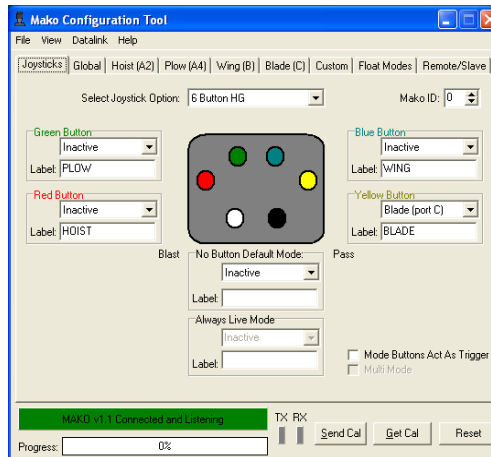 Mako Configuration Tool
File View Datalink Help
Joysticks Global Hoist (A2) Plow (A4) Wing (B) Blade (C) Custom Float Modes Remote/Slave
Select Joystick Option: 6 Button HG Mako ID: 0
Green Button Blue Button
Inactive Inactive
Label: PLOW Label: WING
Red Button Yellow Button
Inactive Blade (port C)
Label: HOIST Label: BLADE
Blast No Button Default Mode: Pass
Inactive
Label:
Always Live Mode
Inactive
Label:
Mode Buttons Act As Trigger
Multi Mode
MAKO v1.1 Connected and Listening TX RX
Send Cal Get Cal Reset
Progress: 0%